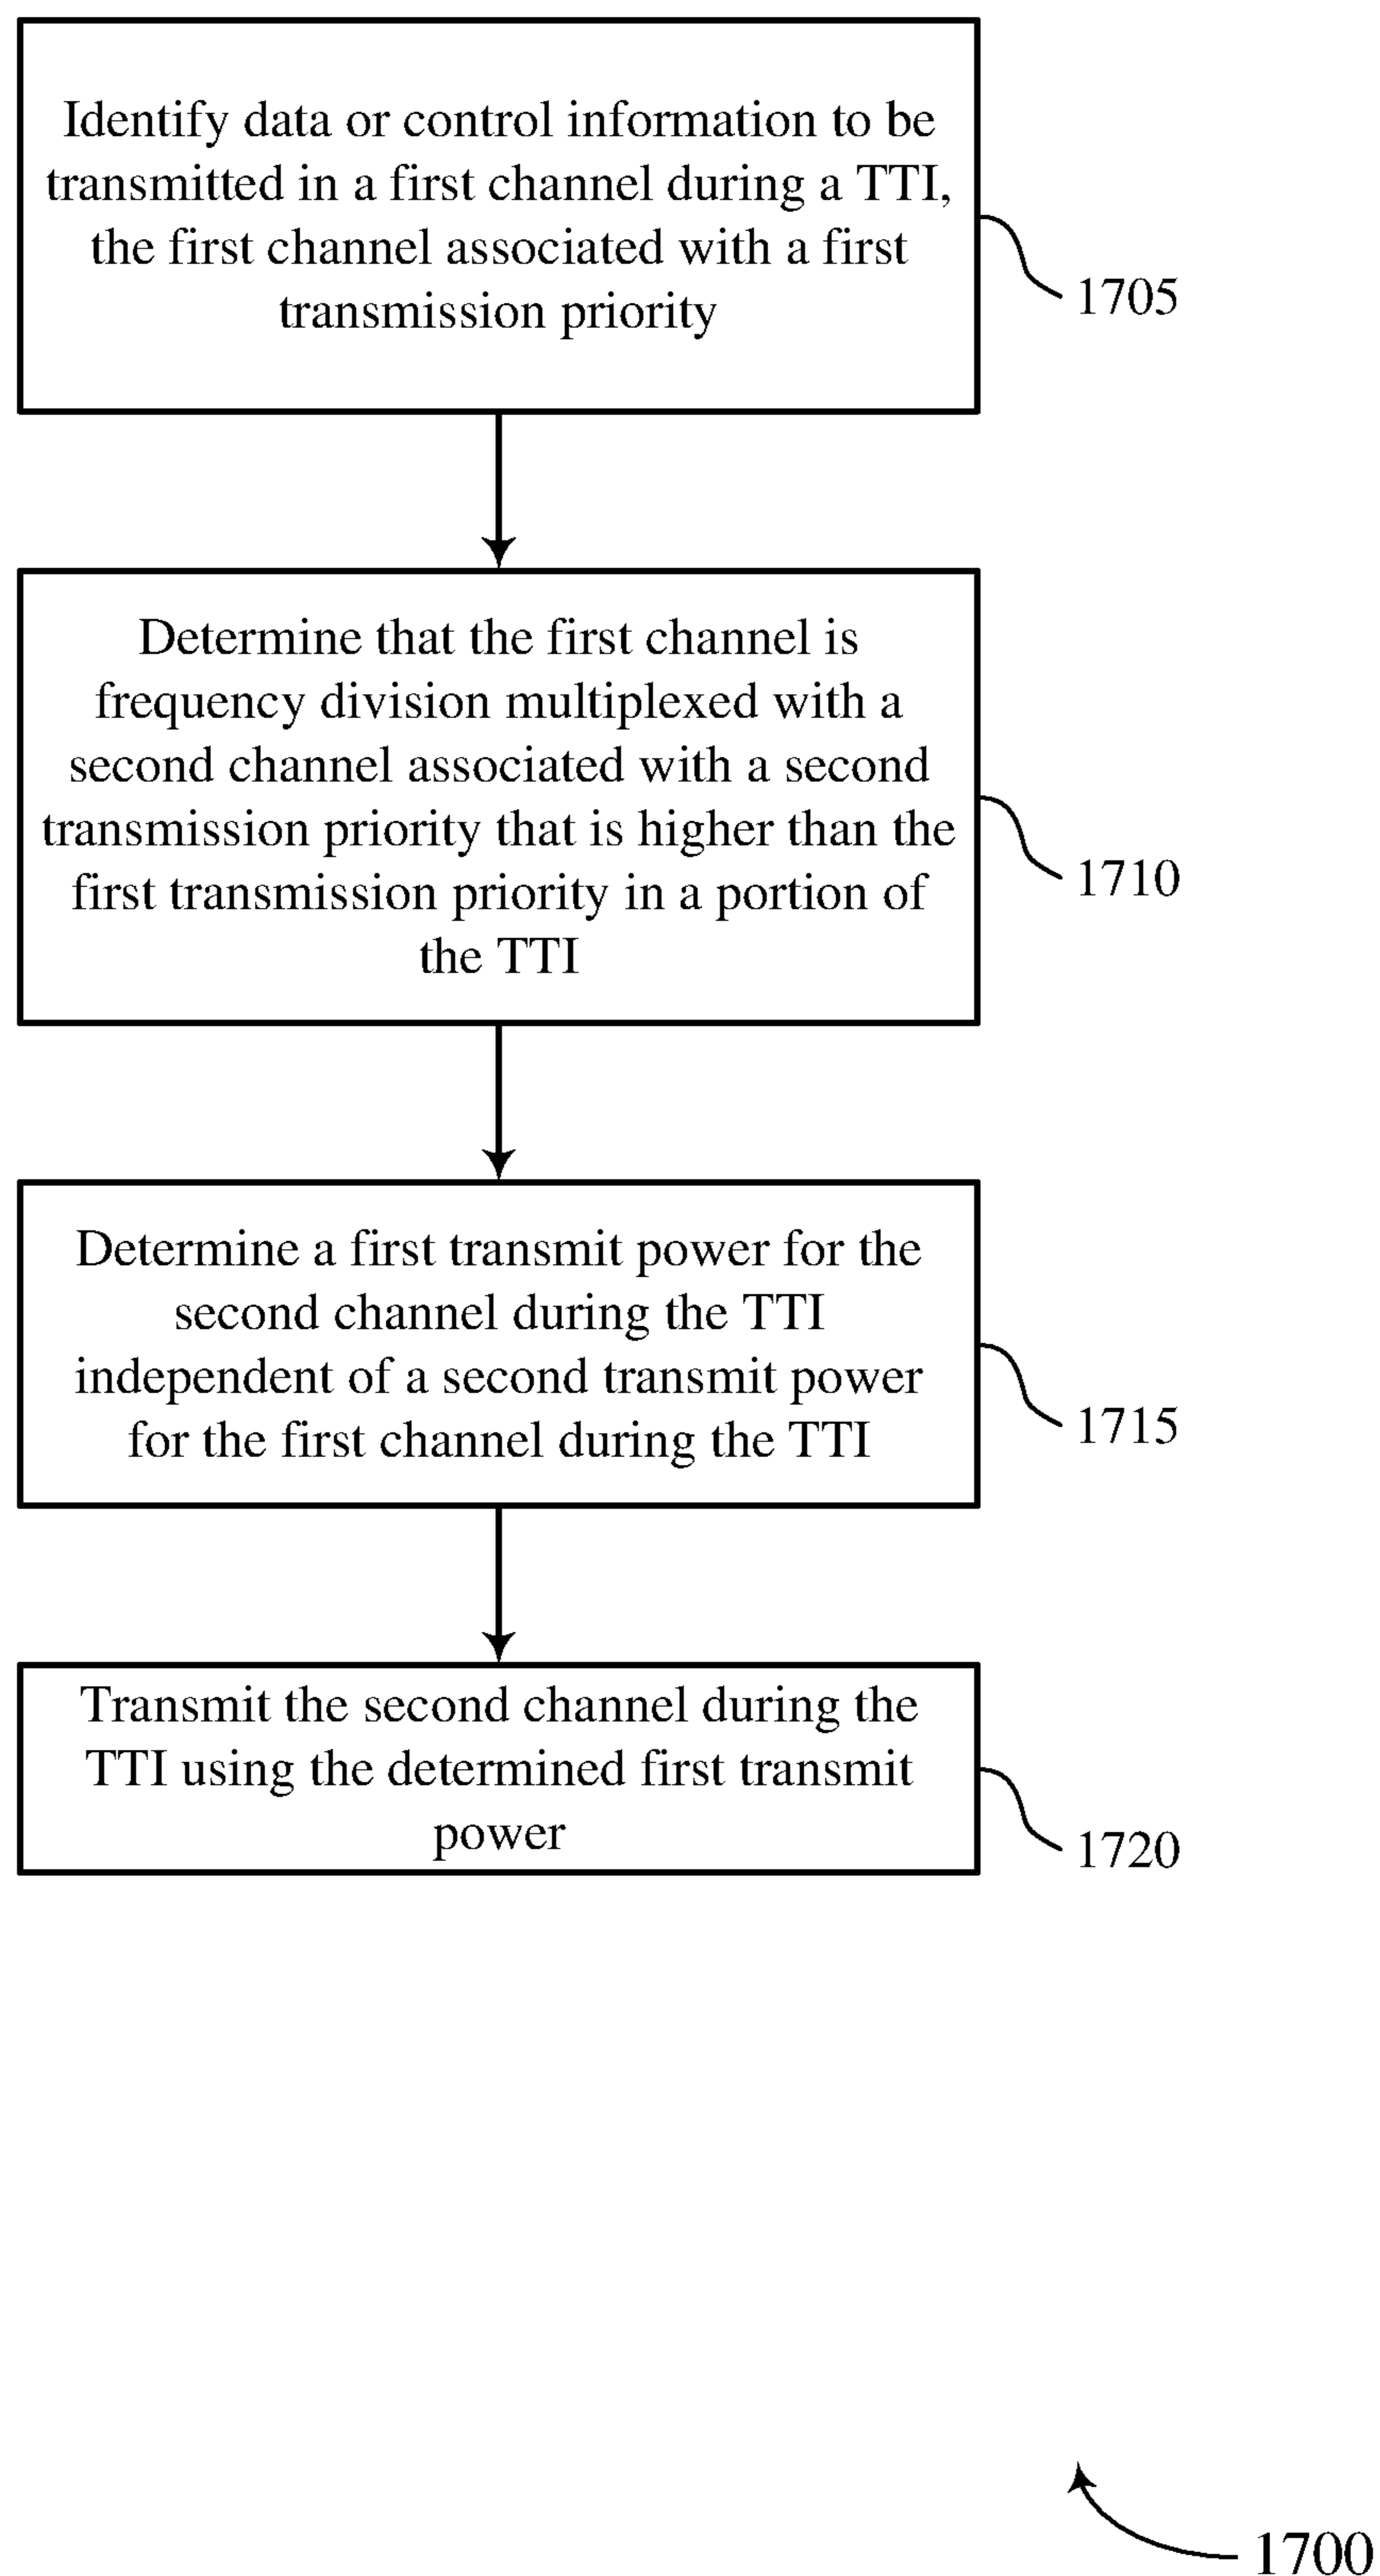 Identify data or control information to be
transmitted in a first channel during a TTI,
the first channel associated with a first
transmission priority
1705
Determine that the first channel is
frequency division multiplexed with a
second channel associated with a second
transmission priority that is higher than the
first transmission priority in a portion of
the TTI
1710
Determine a first transmit power for the
second channel during the TTI
independent of a second transmit power
for the first channel during the TTI
1715
Transmit the second channel during the
TTI using the determined first transmit
power
1720
1700